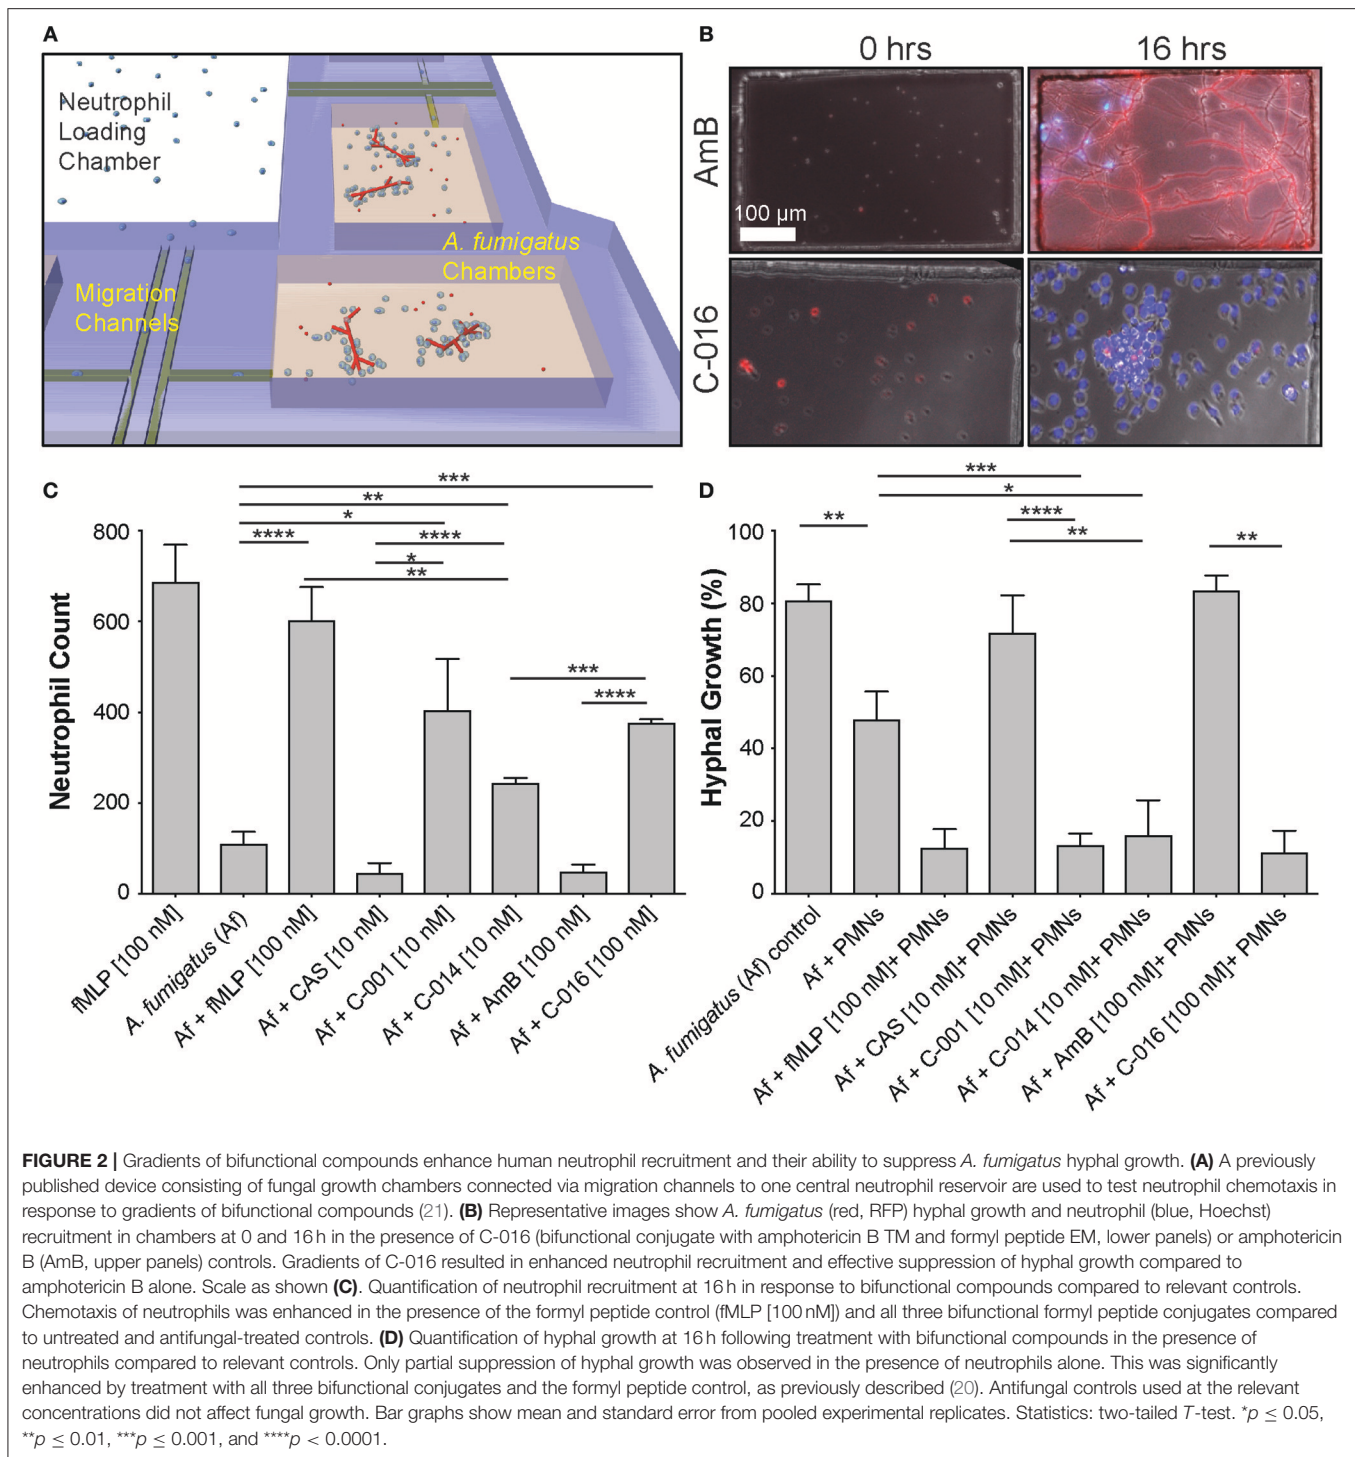 A
Neutrophil
Loading
Chamber
A. fumigatus
Chambers
Migration
Channels
B
0 hrs
16 hrs
AmB
100 µm
C-016
C
***
**
*
****
****
*
**
***
****
800
600
400
200
0
Neutrophil Count
fMLP [100 nM]
A. fumigatus (Af)
Af + fMLP [100 nM]
Af + CAS [10 nM]
Af + C-001 [10 nM]
Af + C-014 [10 nM]
Af + AmB [100 nM]
Af + C-016 [100 nM]
D
***
*
**
****
**
**
100
80
60
40
20
0
Hyphal Growth (%)
A. fumigatus (Af) control
Af + PMNs
Af + fMLP [100 nM]+ PMNs
Af + CAS [10 nM]+ PMNs
Af + C-001 [10 nM]+ PMNs
Af + C-014 [10 nM]+ PMNs
Af + AmB [100 nM]+ PMNs
Af + C-016 [100 nM]+ PMNs
FIGURE 2 | Gradients of bifunctional compounds enhance human neutrophil recruitment and their ability to suppress A. fumigatus hyphal growth. (A) A previously
published device consisting of fungal growth chambers connected via migration channels to one central neutrophil reservoir are used to test neutrophil chemotaxis in
response to gradients of bifunctional compounds (21). (B) Representative images show A. fumigatus (red, RFP) hyphal growth and neutrophil (blue, Hoechst)
recruitment in chambers at 0 and 16 h in the presence of C-016 (bifunctional conjugate with amphotericin B TM and formyl peptide EM, lower panels) or amphotericin
B (AmB, upper panels) controls. Gradients of C-016 resulted in enhanced neutrophil recruitment and effective suppression of hyphal growth compared to
amphotericin B alone. Scale as shown (C). Quantification of neutrophil recruitment at 16 h in response to bifunctional compounds compared to relevant controls.
Chemotaxis of neutrophils was enhanced in the presence of the formyl peptide control (fMLP [100 nM]) and all three bifunctional formyl peptide conjugates compared
to untreated and antifungal-treated controls. (D) Quantification of hyphal growth at 16 h following treatment with bifunctional compounds in the presence of
neutrophils compared to relevant controls. Only partial suppression of hyphal growth was observed in the presence of neutrophils alone. This was significantly
enhanced by treatment with all three bifunctional conjugates and the formyl peptide control, as previously described (20). Antifungal controls used at the relevant
concentrations did not affect fungal growth. Bar graphs show mean and standard error from pooled experimental replicates. Statistics: two-tailed T-test. *p ≤ 0.05,
**p ≤ 0.01, ***p ≤ 0.001, and ****p < 0.0001.